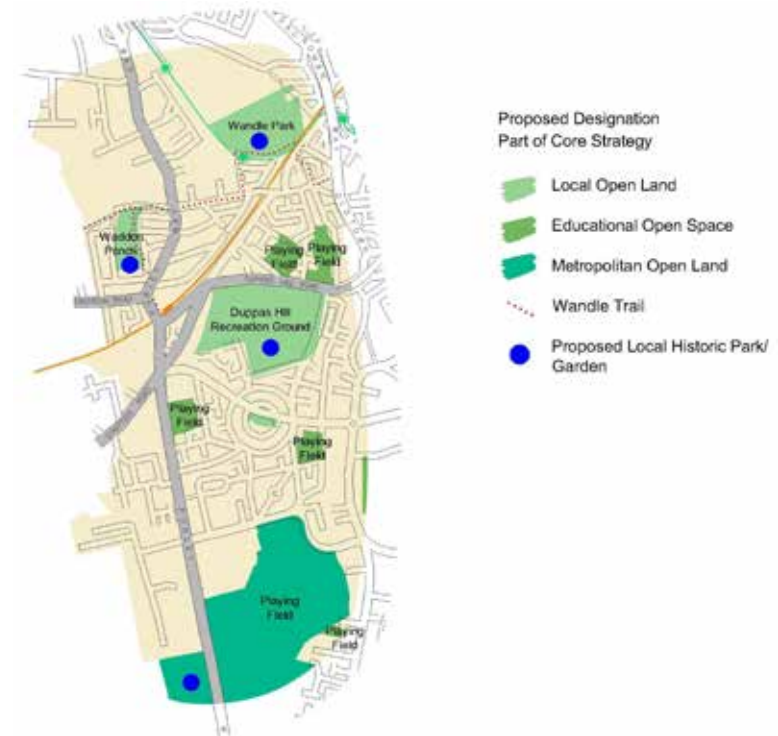 Proposed Designation
Part of Core Strategy
Local Open Land
Educational Open Space
Metropolitan Open Land
Wandle Trail
Proposed Local Historic Park/
Garden
Wandle Park
Waddon
Ponds
Playing
Field
Playing
Field
Duppas Hill
Recreation Ground
Playing
Field
Playing
Field
Playing
Field
Playing
Field